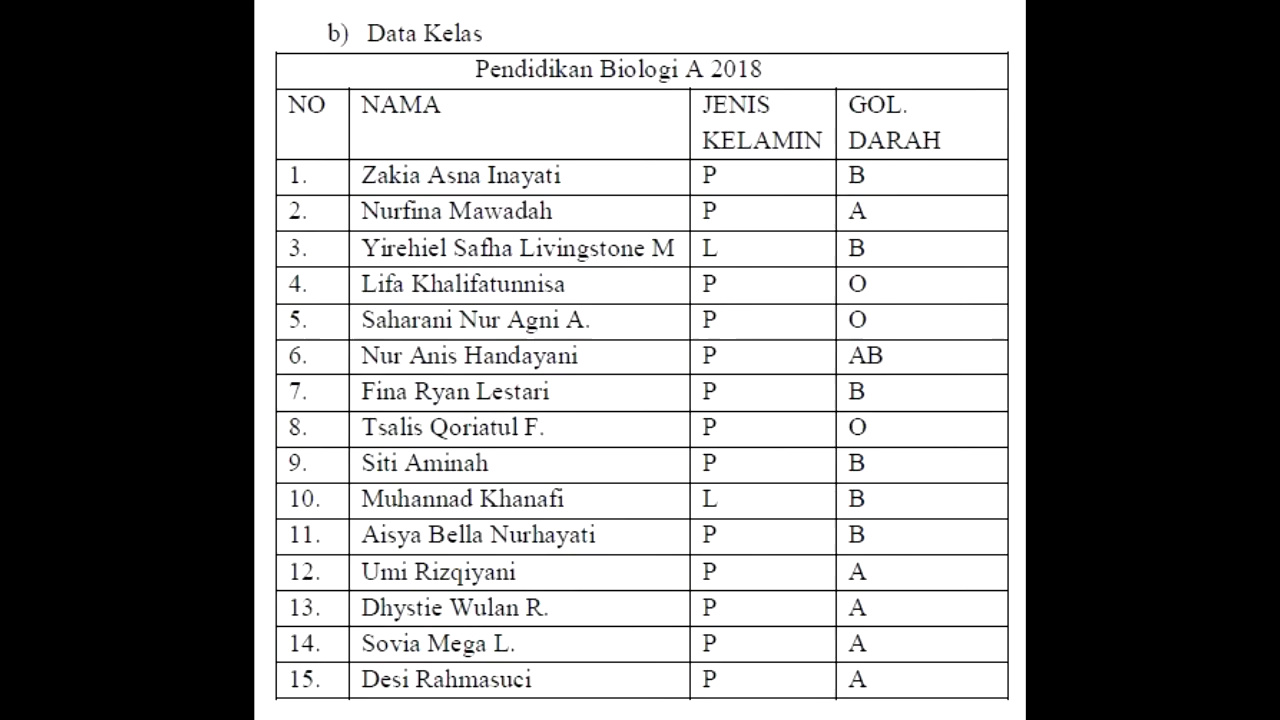 b) Data Kelas
Pendidikan Biologi A 2018
NO NAMA JENIS KELAMIN GOL. DARAH
1. Zakia Asna Inayati P B
2. Nurfina Mawadah P A
3. Yirehiel Safha Livingstone M L B
4. Lifa Khalifatunnisa P O
5. Saharani Nur Agni A. P O
6. Nur Anis Handayani P AB
7. Fina Ryan Lestari P B
8. Tsalis Qoriatul F. P O
9. Siti Aminah P B
10. Muhannad Khanafi L B
11. Aisya Bella Nurhayati P B
12. Umi Rizqiyani P A
13. Dhystie Wulan R. P A
14. Sovia Mega L. P A
15. Desi Rahmasuci P A